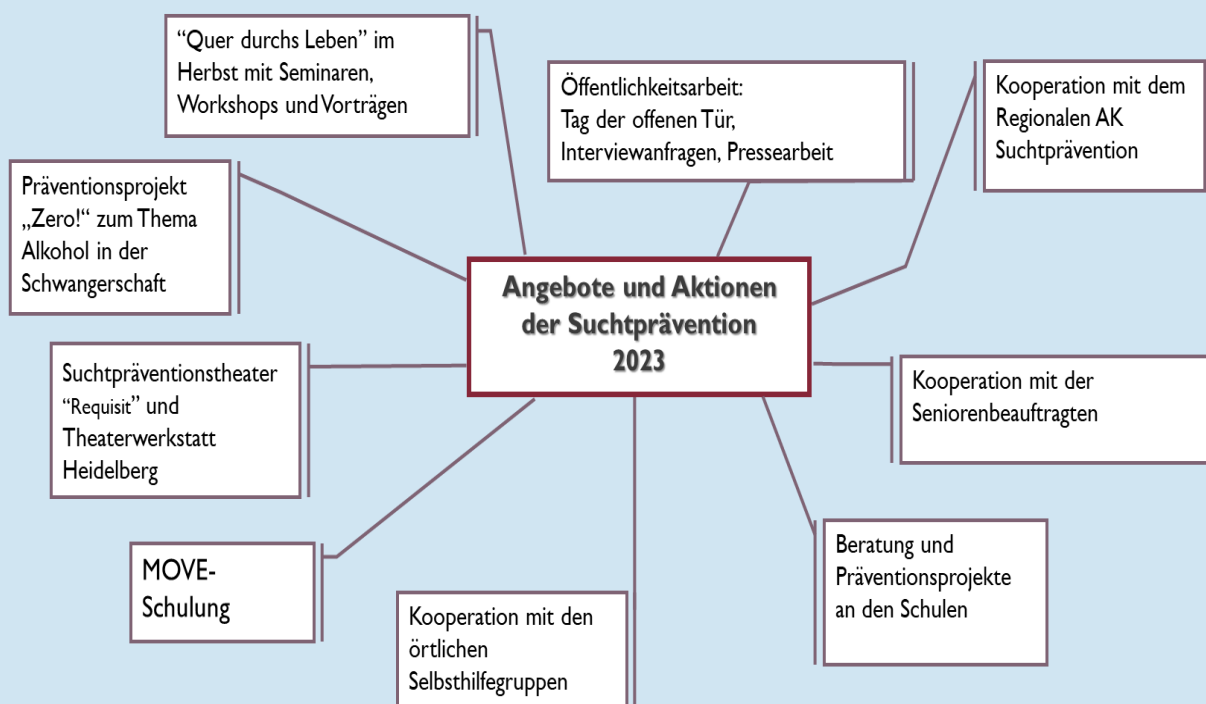 “Quer durchs Leben” im
Herbst mit Seminaren,
Workshops und Vorträgen
Öffentlichkeitsarbeit:
Tag der offenen Tür,
Interviewanfragen, Pressearbeit
Kooperation mit dem
Regionalen AK
Suchtprävention
Präventionsprojekt
„Zero!“ zum Thema
Alkohol in der
Schwangerschaft
Angebote und Aktionen
der Suchtprävention
2023
Suchtpräventionstheater
“Requisit” und
Theaterwerkstatt
Heidelberg
Kooperation mit der
Seniorenbeauftragten
MOVE-
Schulung
Kooperation mit den
örtlichen
Selbsthilfegruppen
Beratung und
Präventionsprojekte
an den Schulen